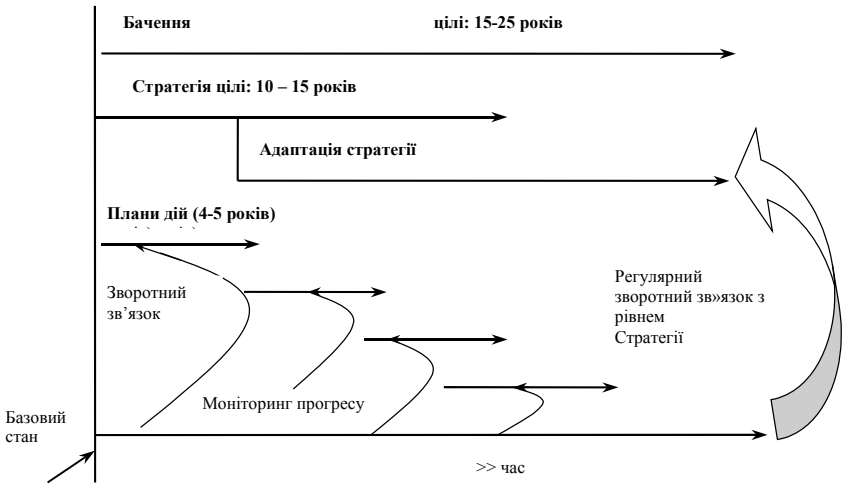 Бачення цілі: 15-25 років
Стратегія цілі: 10 – 15 років
Адаптація стратегії
Плани дій (4-5 років)
Зворотний
зв’язок
Регулярний
зворотний зв»язок з
рівнем
Стратегії
Моніторинг прогресу
Базовий
стан
>> час